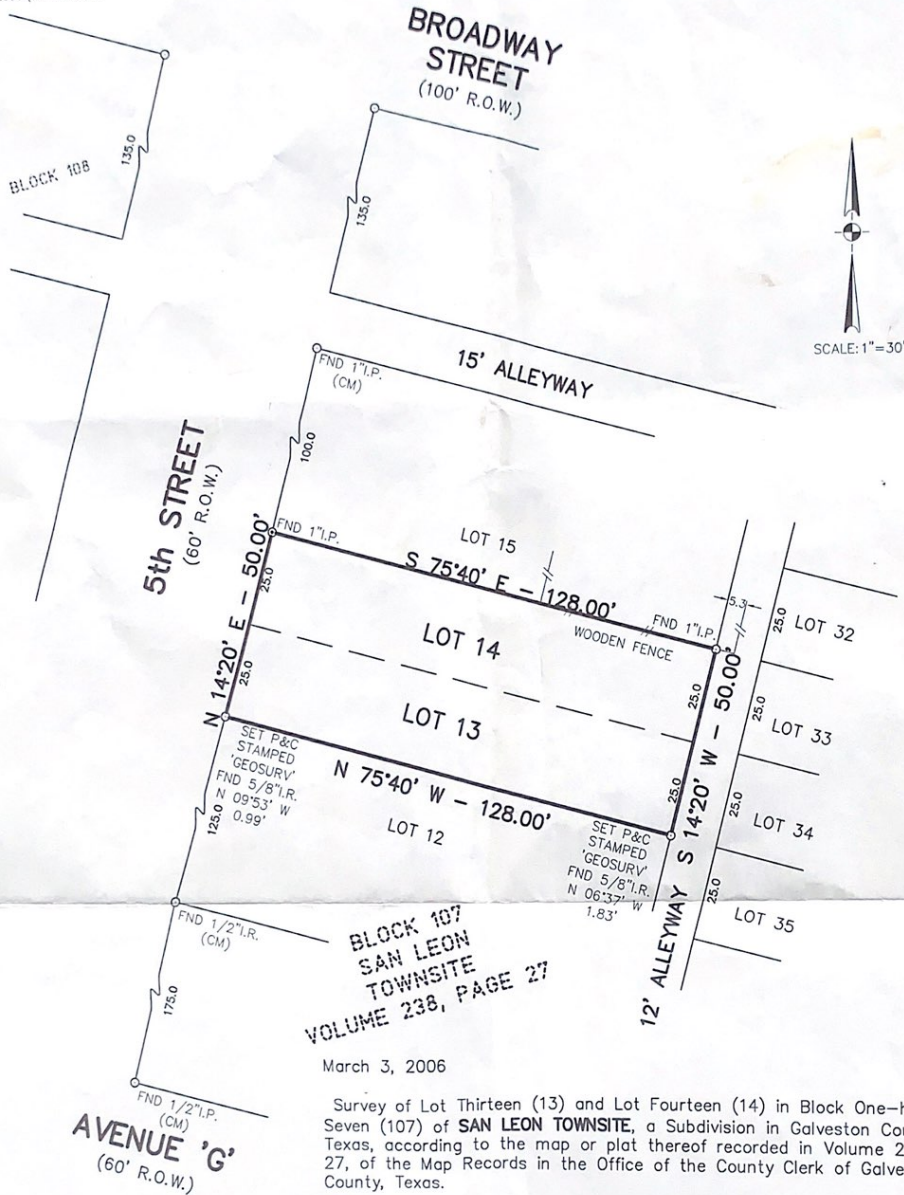 BROADWAY
STREET
(100' R.O.W.)
135.0
BLOCK 108
135.0
SCALE: 1"=30'
15' ALLEYWAY
FND 1"I.P.
(CM)
100.0
5th STREET
(60' R.O.W.)
FND 1"I.P.
LOT 15
S 75°40' E - 128.00'
FND 1"I.P.
WOODEN FENCE
5.3
N 14°20' E - 50.00'
25.0
25.0
LOT 14
LOT 13
25.0
25.0
S 14°20' W - 50.00'
25.0
LOT 32
25.0
LOT 33
25.0
LOT 34
25.0
LOT 35
SET P&C
STAMPED
'GEOSURV'
FND 5/8"I.R.
N 09°53' W
0.99'
N 75°40' W - 128.00'
LOT 12
SET P&C
STAMPED
'GEOSURV'
FND 5/8"I.R.
N 06°37' W
1.83'
125.0
12' ALLEYWAY
FND 1/2"I.R.
(CM)
175.0
BLOCK 107
SAN LEON
TOWNSITE
VOLUME 238, PAGE 27
FND 1/2"I.P.
(CM)
AVENUE 'G'
(60' R.O.W.)
March 3, 2006
Survey of Lot Thirteen (13) and Lot Fourteen (14) in Block One-
Seven (107) of SAN LEON TOWNSITE, a Subdivision in Galveston
Texas, according to the map or plat thereof recorded in Volume
27, of the Map Records in the Office of the County Clerk of
County, Texas.